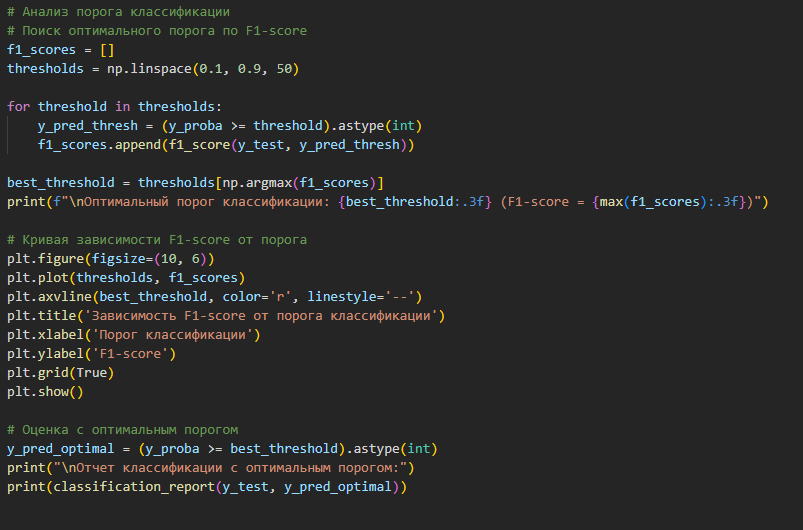 # Анализ порога классификации
# Поиск оптимального порога по F1-score
f1_scores = []
thresholds = np.linspace(0.1, 0.9, 50)
for threshold in thresholds:
    y_pred_thresh = (y_proba >= threshold).astype(int)
    f1_scores.append(f1_score(y_test, y_pred_thresh))
best_threshold = thresholds[np.argmax(f1_scores)]
print(f"\nОптимальный порог классификации: {best_threshold:.3f} (F1-score = {max(f1_scores):.3f})")
# Кривая зависимости F1-score от порога
plt.figure(figsize=(10, 6))
plt.plot(thresholds, f1_scores)
plt.axvline(best_threshold, color='r', linestyle='--')
plt.title('Зависимость F1-score от порога классификации')
plt.xlabel('Порог классификации')
plt.ylabel('F1-score')
plt.grid(True)
plt.show()
# Оценка с оптимальным порогом
y_pred_optimal = (y_proba >= best_threshold).astype(int)
print("\nОтчет классификации с оптимальным порогом:")
print(classification_report(y_test, y_pred_optimal))